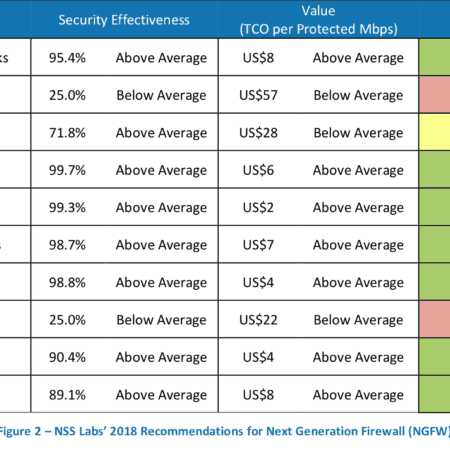 Security Effectiveness Value
(TCO per Protected Mbps)
ks 95.4% Above Average US$8 Above Average
25.0% Below Average US$57 Below Average
71.8% Above Average US$28 Below Average
99.7% Above Average US$6 Above Average
99.3% Above Average US$2 Above Average
s 98.7% Above Average US$7 Above Average
98.8% Above Average US$4 Above Average
25.0% Below Average US$22 Below Average
90.4% Above Average US$4 Above Average
89.1% Above Average US$8 Above Average
Figure 2 – NSS Labs’ 2018 Recommendations for Next Generation Firewall (NGFW)